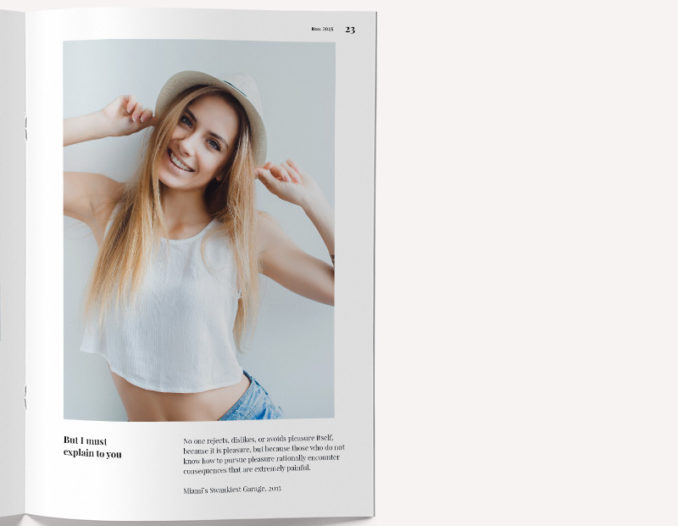 Nov. 2025 23
But I must
explain to you
No one rejects, dislikes, or avoids pleasure itself,
because it is pleasure, but because those who do not
know how to pursue pleasure rationally encounter
consequences that are extremely painful.
Miami's Swankiest Garage, 2015